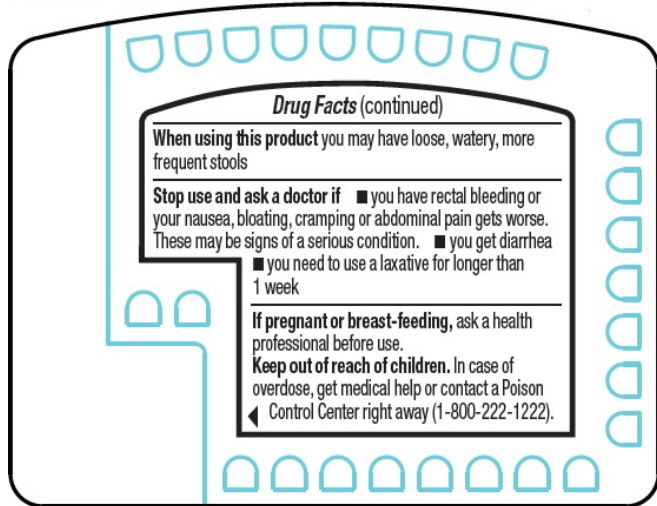 Drug Facts (continued)
When using this product you may have loose, watery, more
frequent stools
Stop use and ask a doctor if ■ you have rectal bleeding or
your nausea, bloating, cramping or abdominal pain gets worse.
These may be signs of a serious condition. ■ you get diarrhea
■ you need to use a laxative for longer than
1 week
If pregnant or breast-feeding, ask a health
professional before use.
Keep out of reach of children. In case of
overdose, get medical help or contact a Poison
Control Center right away (1-800-222-1222).